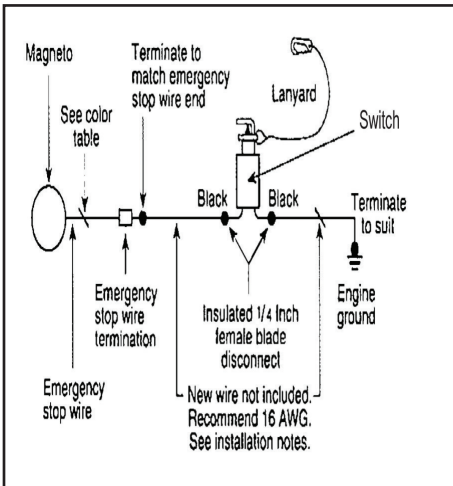 Magneto
Terminate to
match emergency
stop wire end
Lanyard
See color
table
Switch
Black
Black
Terminate
to suit
Emergency
stop wire
termination
Insulated 1/4 Inch
female blade
disconnect
Engine
ground
Emergency
stop wire
New wire not included.
Recommend 16 AWG.
See installation notes.